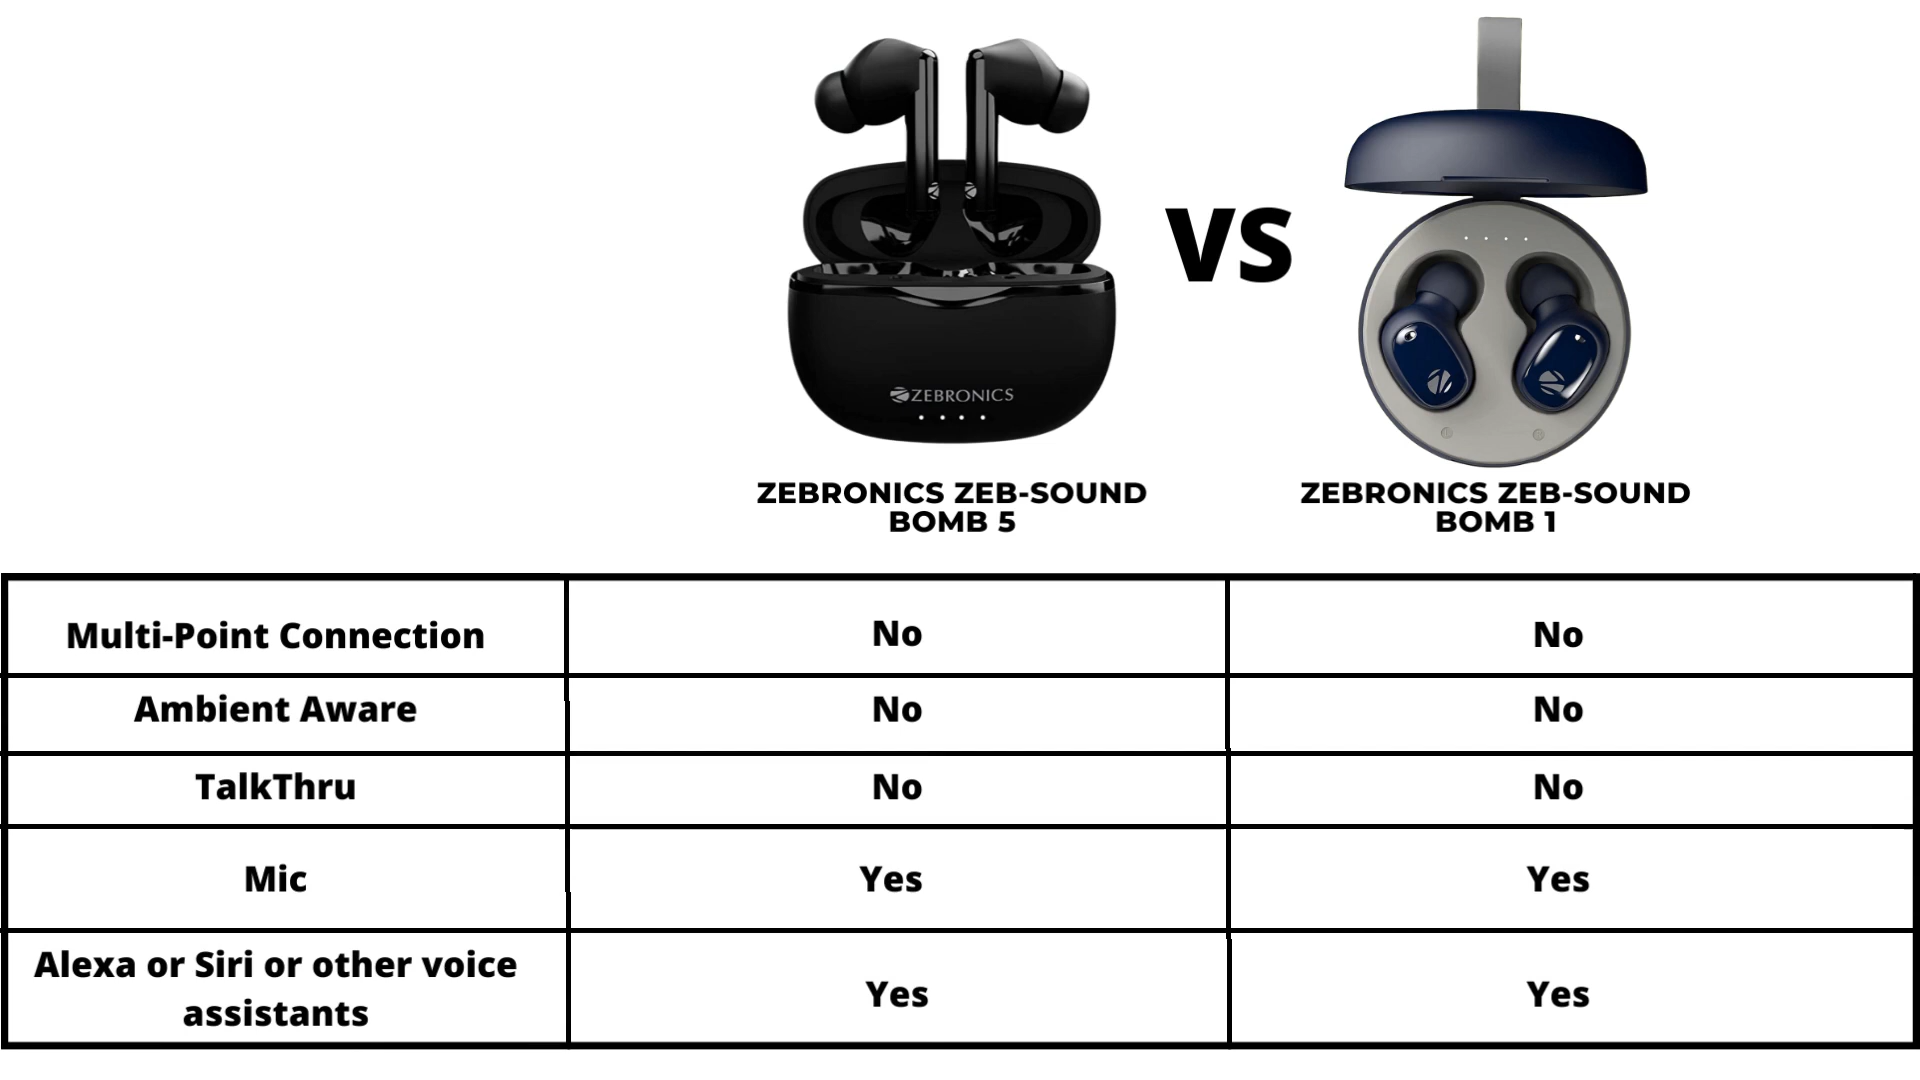 VS
ZEBRONICS
ZEBRONICS ZEB-SOUND
BOMB 5
ZEBRONICS ZEB-SOUND
BOMB 1
Multi-Point Connection No No
Ambient Aware No No
TalkThru No No
Mic Yes Yes
Alexa or Siri or other voice
assistants Yes Yes